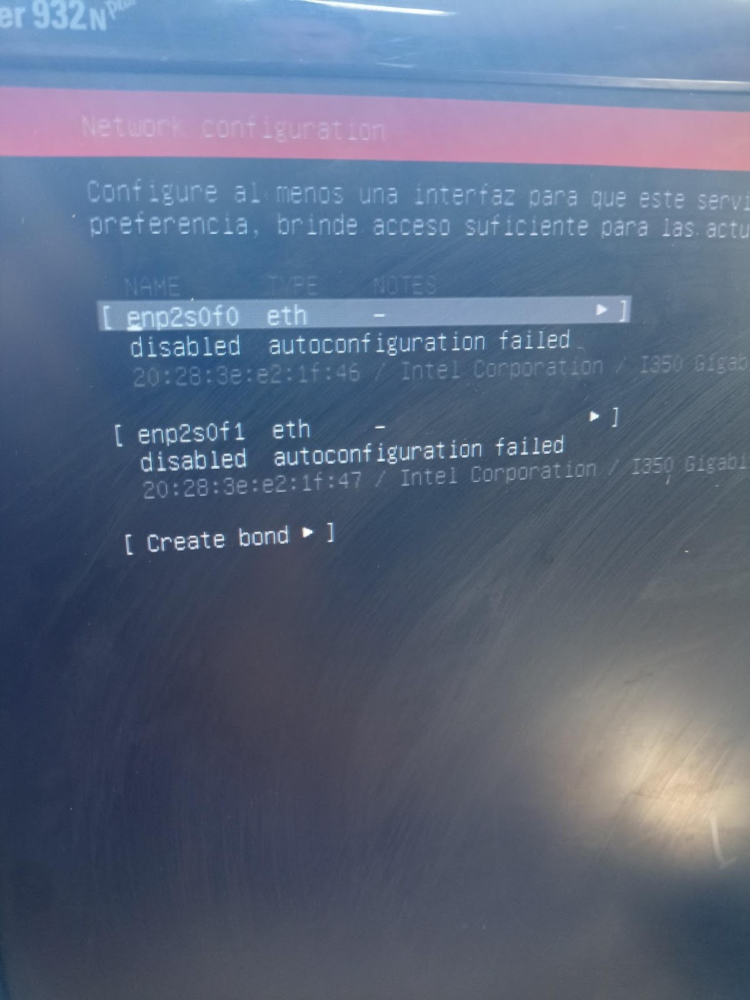 er 932N plus
Network configuration
Configure al menos una interfaz para que este servi
preferencia, brinde acceso suficiente para las actu
NAME TYPE NOTES
[ enp2s0f0 eth - ▸ ]
disabled autoconfiguration failed
20:28:3e:e2:1f:46 / Intel Corporation / I350 Gigab
[ enp2s0f1 eth - ▸ ]
disabled autoconfiguration failed
20:28:3e:e2:1f:47 / Intel Corporation / I350 Gigabi
[ Create bond ▸ ]